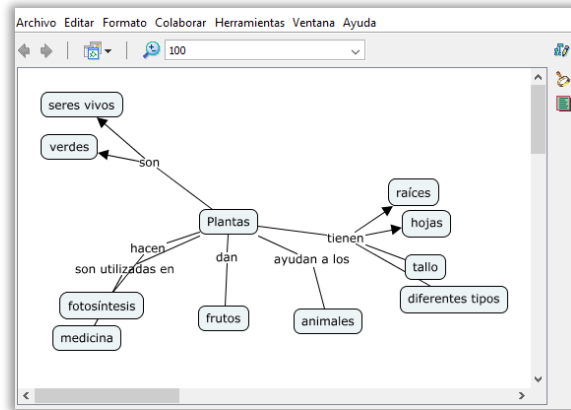 Archivo Editar Formato Colaborar Herramientas Ventana Ayuda
100
seres vivos
verdes
son
raíces
Plantas
hojas
tienen
hacen
dan
ayudan a los
son utilizadas en
tallo
fotosíntesis
diferentes tipos
frutos
animales
medicina